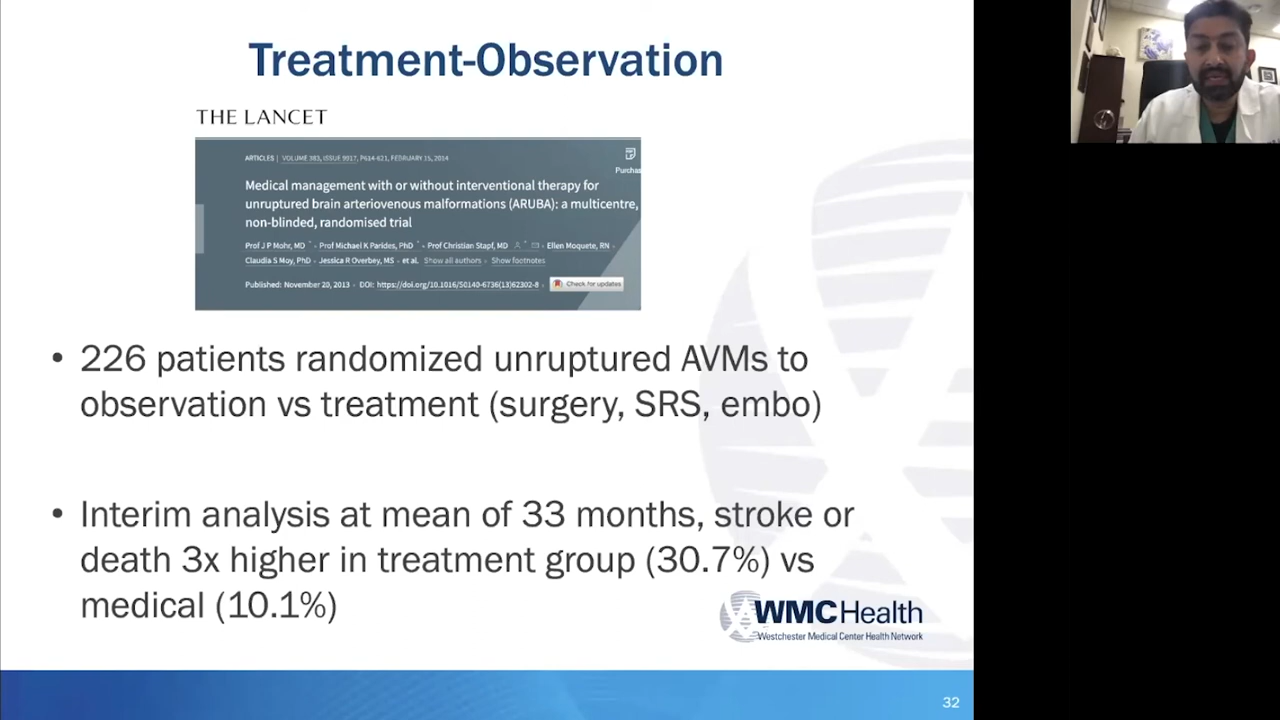 Treatment-Observation
THE LANCET
ARTICLES | VOLUME 383, ISSUE 9917, P614-621, FEBRUARY 15, 2014
Purchas
Medical management with or without interventional therapy for
unruptured brain arteriovenous malformations (ARUBA): a multicentre,
non-blinded, randomised trial
Prof J P Mohr, MD * • Prof Michael K Parides, PhD * • Prof Christian Stapf, MD • Ellen Moquete, RN •
Claudia S Moy, PhD • Jessica R Overbey, MS • et al. Show all authors • Show footnotes
Published: November 20, 2013 • DOI: https://doi.org/10.1016/S0140-6736(13)62302-8 • Check for updates
• 226 patients randomized unruptured AVMs to
observation vs treatment (surgery, SRS, embo)
• Interim analysis at mean of 33 months, stroke or
death 3x higher in treatment group (30.7%) vs
medical (10.1%)
WMCHealth
Westchester Medical Center Health Network
32